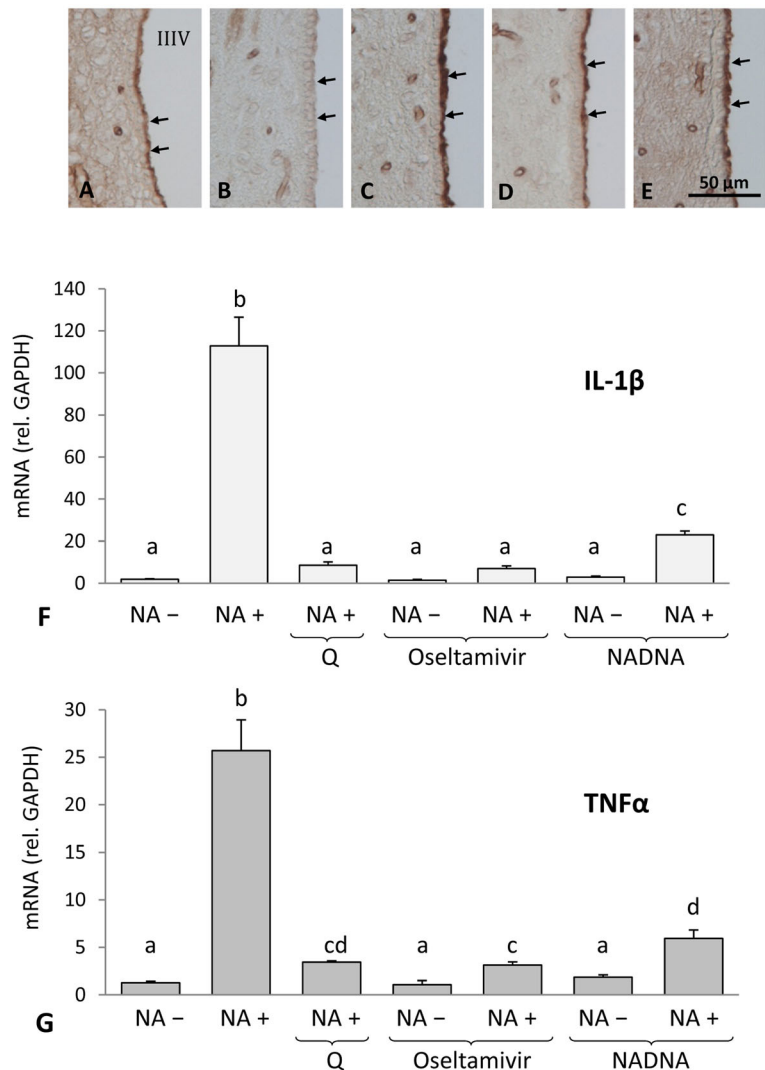 IIIV
A B C D E
50 µm
140
120
100
80
60
40
20
0
mRNA (rel. GAPDH)
IL-1β
a b a a a a c
NA − NA + NA + NA − NA + NA − NA +
F
Q Oseltamivir NADNA
30
25
20
15
10
5
0
mRNA (rel. GAPDH)
TNFα
a b cd a c a d
NA − NA + NA + NA − NA + NA − NA +
G
Q Oseltamivir NADNA